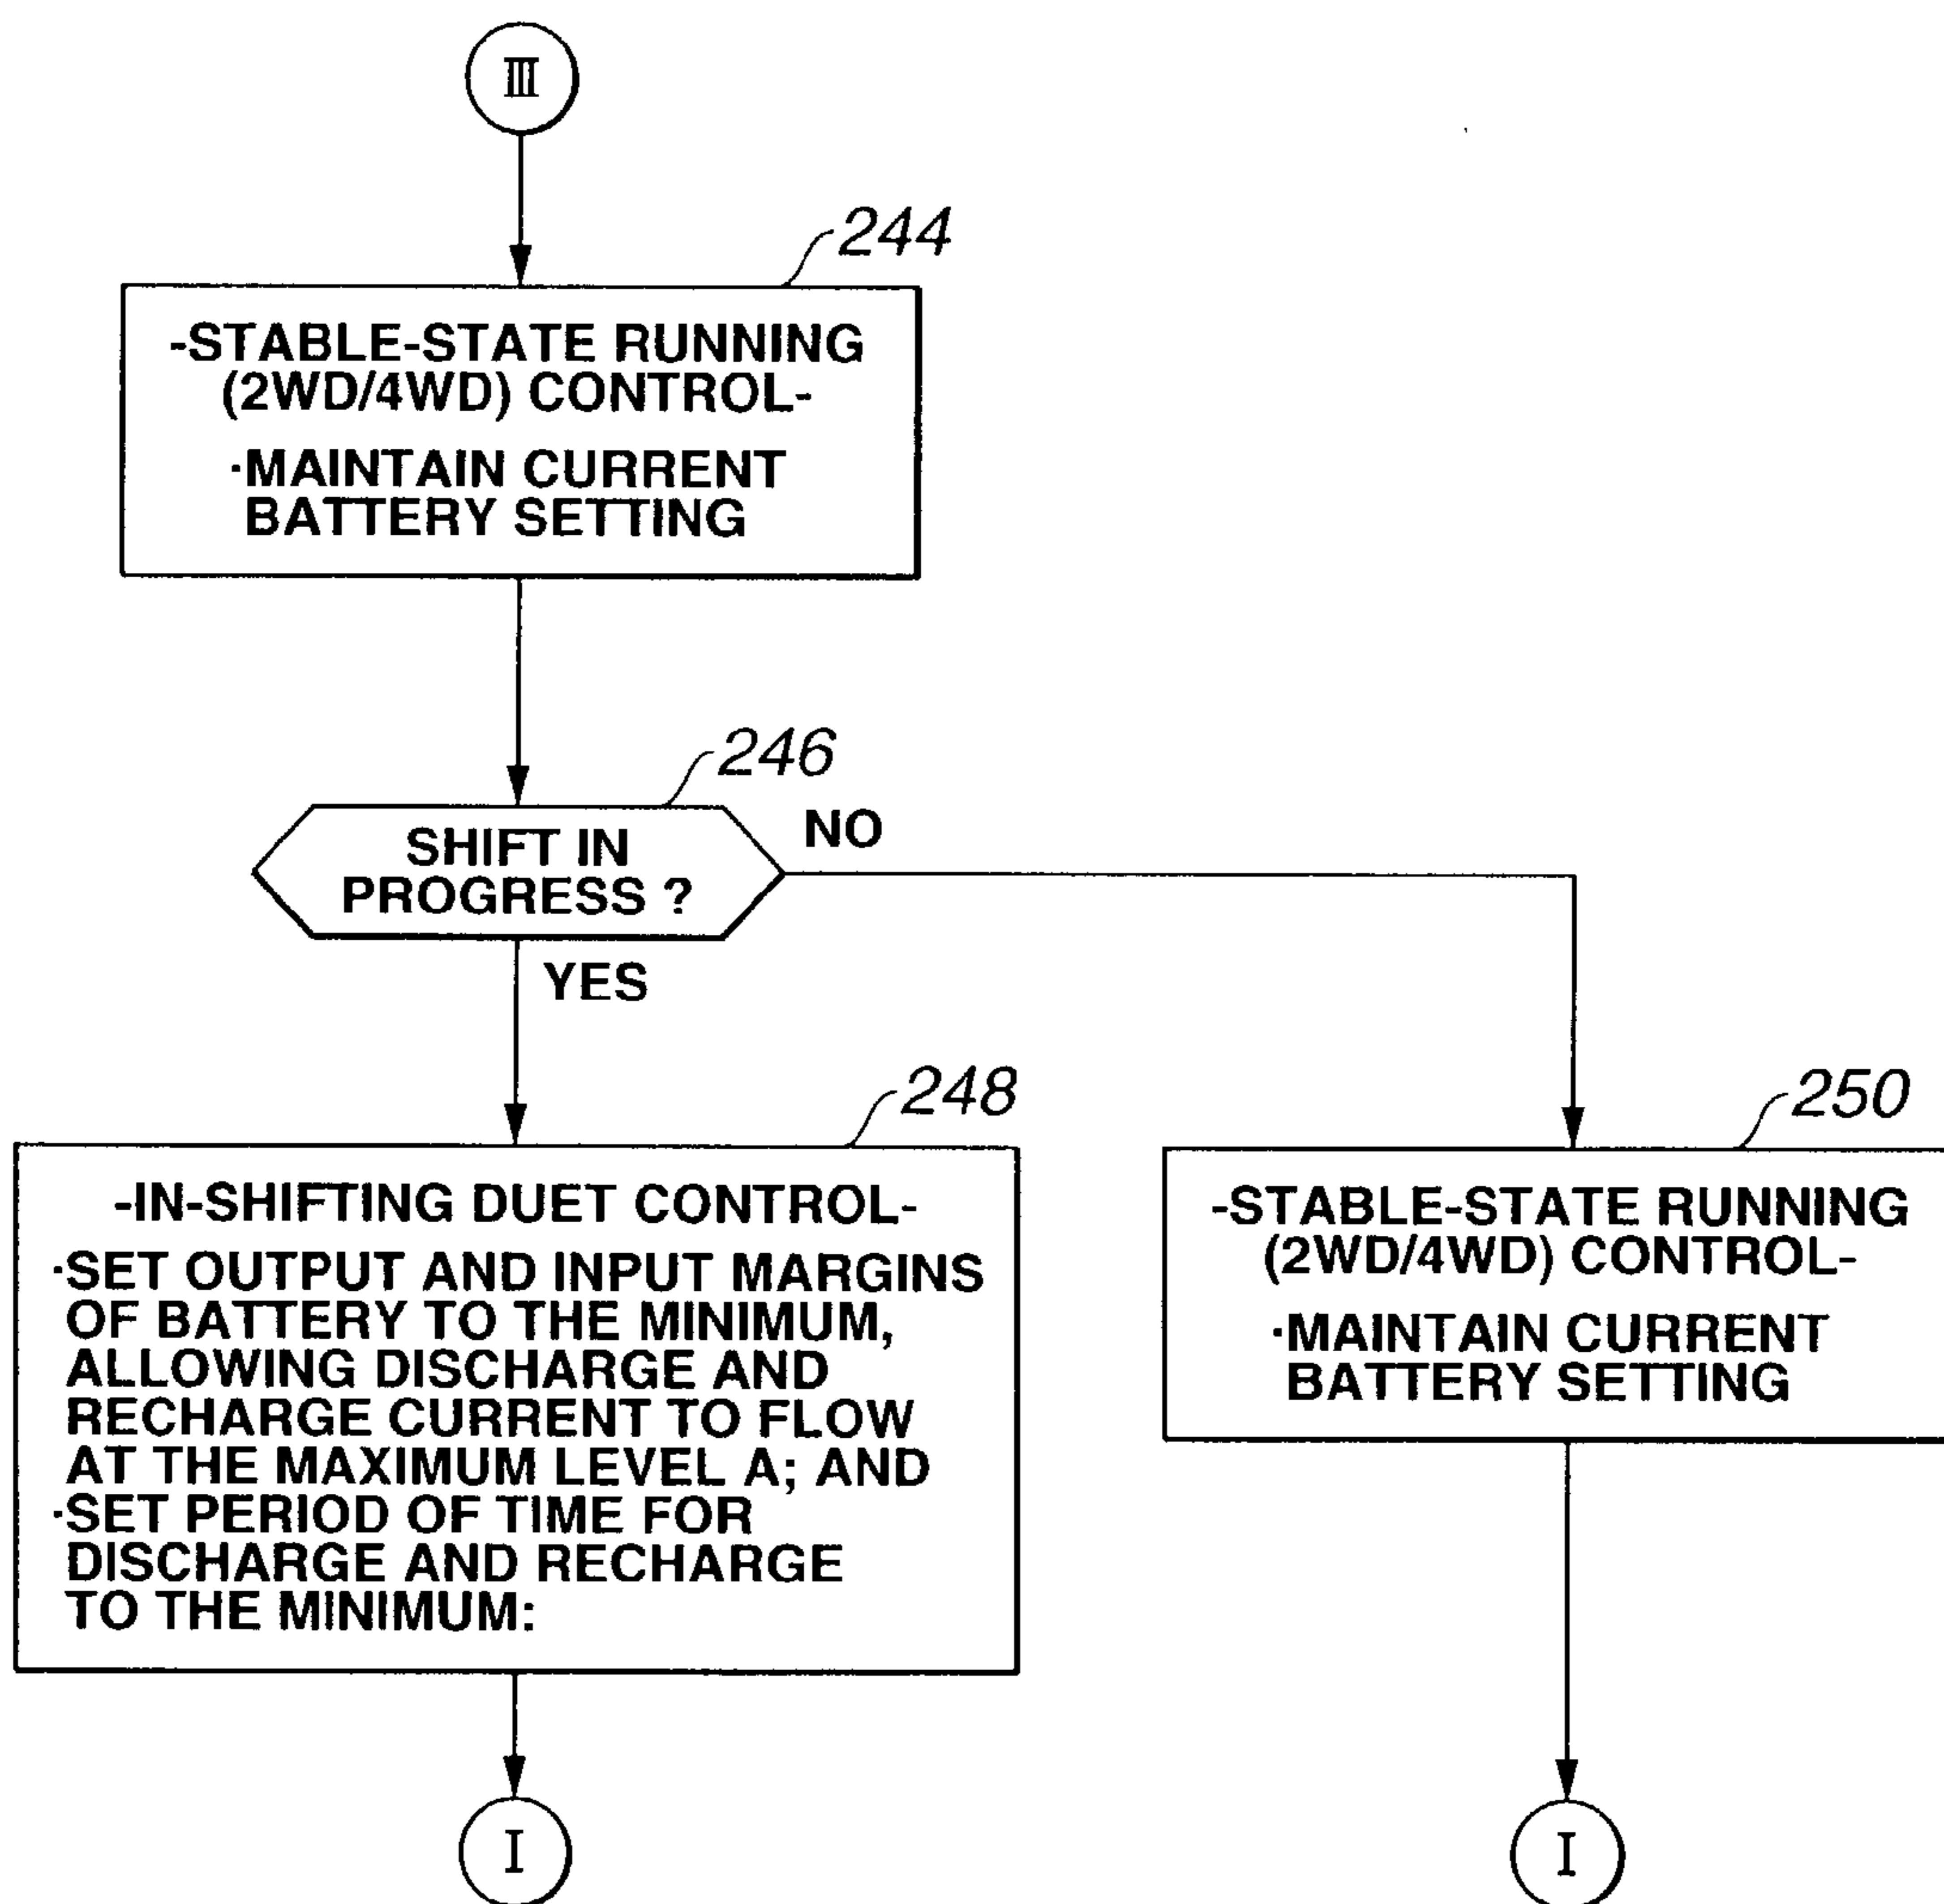 III
244
-STABLE-STATE RUNNING
(2WD/4WD) CONTROL-
·MAINTAIN CURRENT
BATTERY SETTING
246
SHIFT IN
PROGRESS ?
NO
YES
248
-IN-SHIFTING DUET CONTROL-
·SET OUTPUT AND INPUT MARGINS
OF BATTERY TO THE MINIMUM,
ALLOWING DISCHARGE AND
RECHARGE CURRENT TO FLOW
AT THE MAXIMUM LEVEL A; AND
·SET PERIOD OF TIME FOR
DISCHARGE AND RECHARGE
TO THE MINIMUM:
250
-STABLE-STATE RUNNING
(2WD/4WD) CONTROL-
·MAINTAIN CURRENT
BATTERY SETTING
I
I